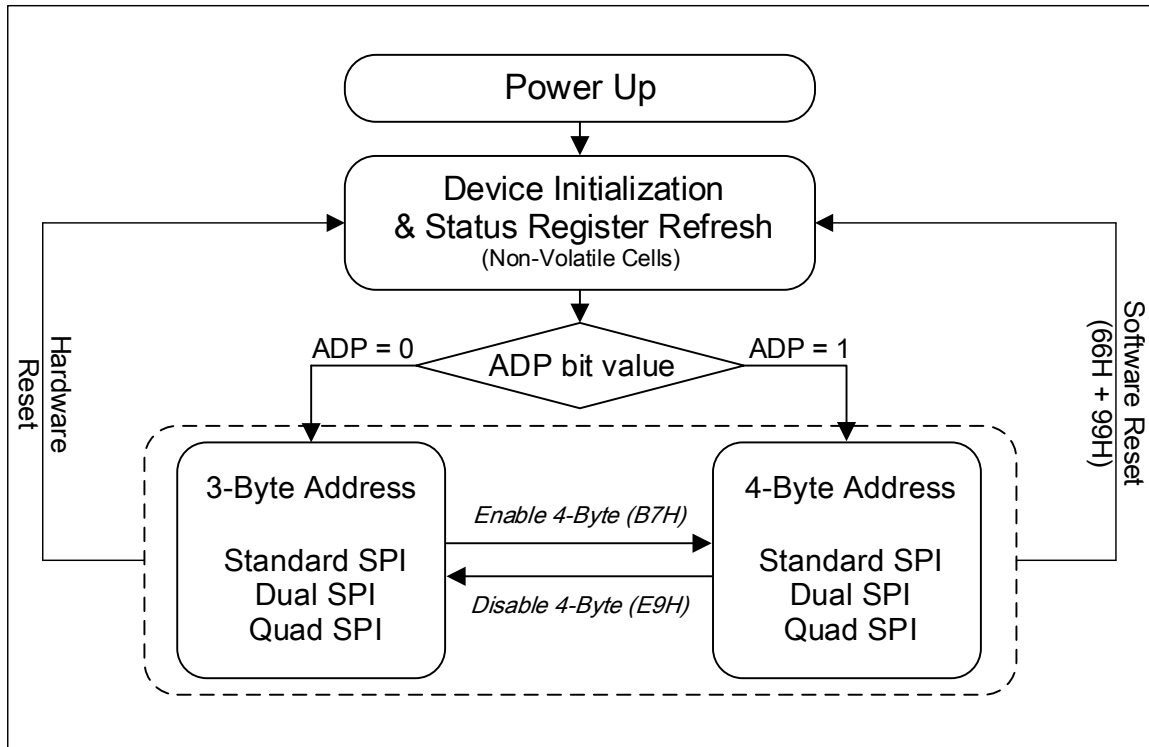 Power Up
Device Initialization
& Status Register Refresh
(Non-Volatile Cells)
Hardware
Reset
Software Reset
(66H + 99H)
ADP = 0
ADP bit value
ADP = 1
3-Byte Address
Standard SPI
Dual SPI
Quad SPI
Enable 4-Byte (B7H)
Disable 4-Byte (E9H)
4-Byte Address
Standard SPI
Dual SPI
Quad SPI